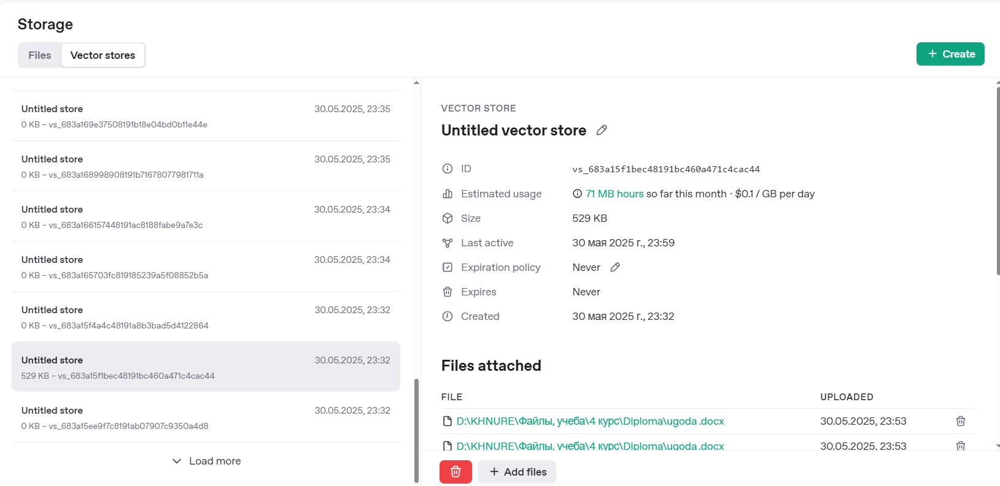 Storage
Files
Vector stores
Create
Untitled store 30.05.2025, 23:35
0 KB – vs_683a169e37508191b18e04bd0b11e44e
Untitled store 30.05.2025, 23:35
0 KB – vs_683a168998908191b71678077981711a
Untitled store 30.05.2025, 23:34
0 KB – vs_683a166157448191ac8188fabe9a7e3c
Untitled store 30.05.2025, 23:34
0 KB – vs_683a165703fc819185239a5f08852b5a
Untitled store 30.05.2025, 23:32
0 KB – vs_683a15f4a4c48191a8b3bad5d4122864
Untitled store 30.05.2025, 23:32
529 KB – vs_683a15f1bec48191bc460a471c4cac44
Untitled store 30.05.2025, 23:32
0 KB – vs_683a15ee9f7c8191ab07907c9350a4d8
Load more
VECTOR STORE
Untitled vector store
ID vs_683a15f1bec48191bc460a471c4cac44
Estimated usage 71 MB hours so far this month · $0.1 / GB per day
Size 529 KB
Last active 30 мая 2025 г., 23:59
Expiration policy Never
Expires Never
Created 30 мая 2025 г., 23:32
Files attached
FILE UPLOADED
D:\KHNURE\Файлы, учеба\4 курс\Diploma\ugoda.docx 30.05.2025, 23:53
D:\KHNURE\Файлы, учеба\4 курс\Diploma\ugoda.docx 30.05.2025, 23:53
Add files